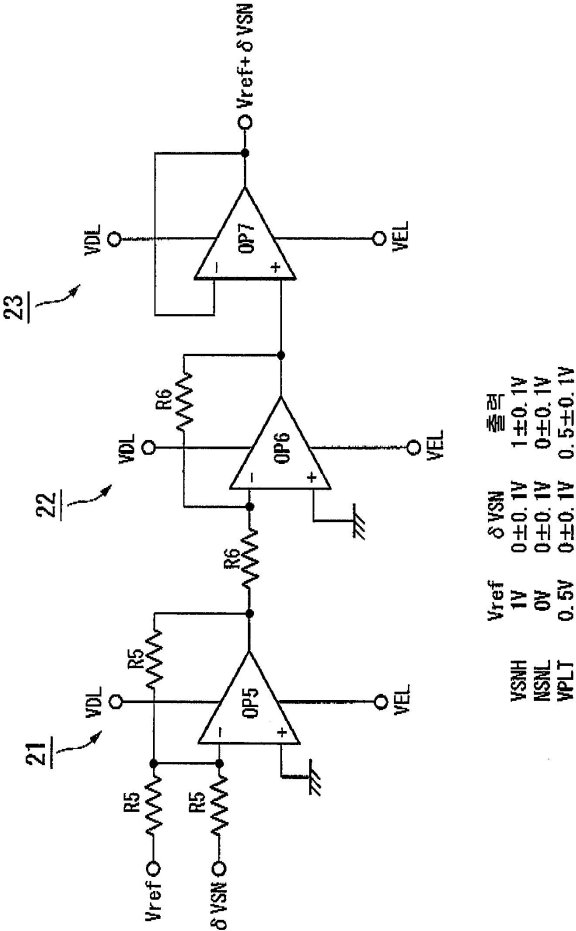 21
22
23
Vref
δVSN
R5
R5
R5
VDL
OP5
-
+
VEL
R6
R6
VDL
OP6
-
+
VEL
VDL
OP7
-
+
VEL
Vref+δVSN
Vref δVSN 출력
VSNH 1V 0±0.1V 1±0.1V
NSNL 0V 0±0.1V 0±0.1V
VPLT 0.5V 0±0.1V 0.5±0.1V